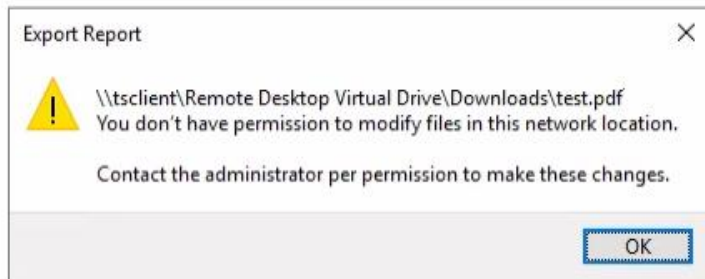 Export Report
\\tsclient\Remote Desktop Virtual Drive\Downloads\test.pdf
You don't have permission to modify files in this network location.
Contact the administrator per permission to make these changes.
OK